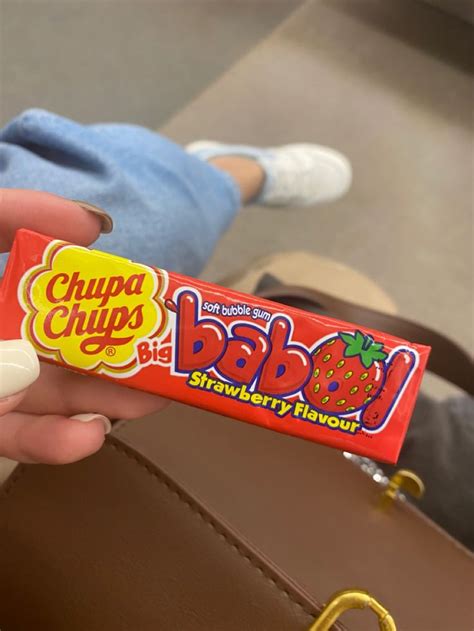 Chupa
Chups®
Big
soft bubble gum
babol
Strawberry Flavour